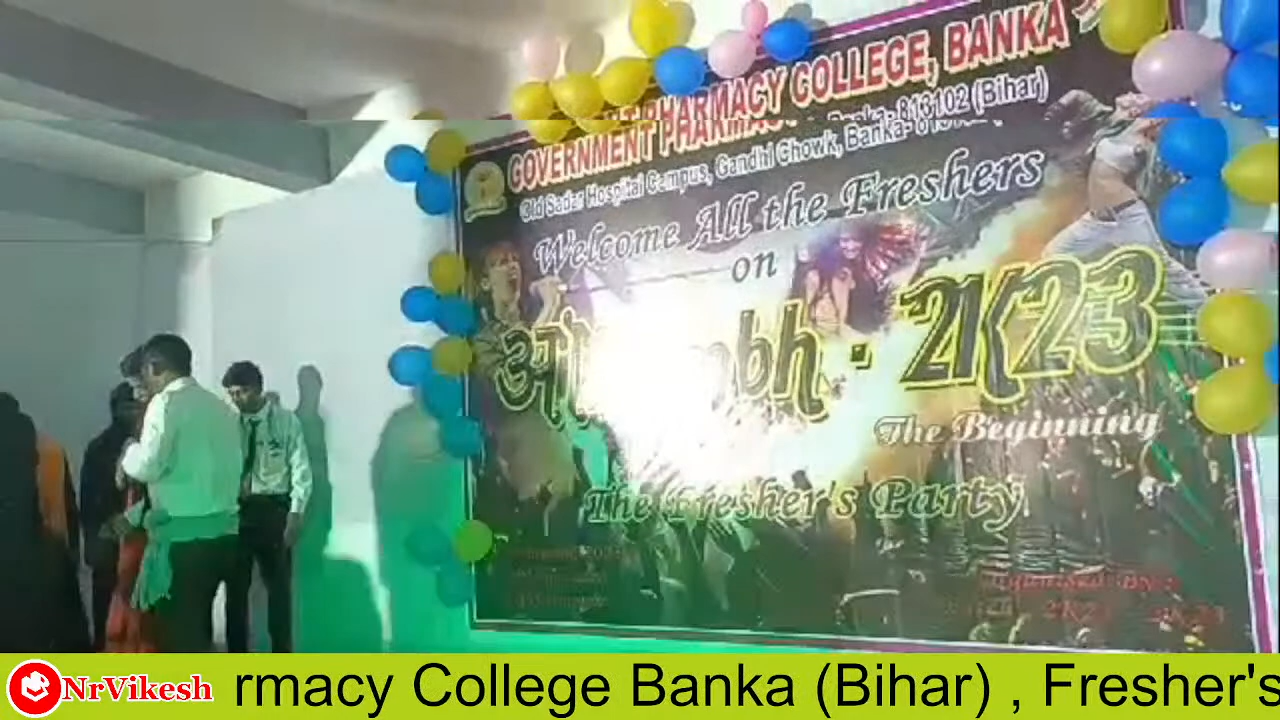 GOVERNMENT PHARMACY COLLEGE, BANKA
Old Sadar Hospital Campus, Gandhi Chowk, Banka- 813102 (Bihar)
Welcome All the Freshers
on
2K23
The Beginning
The Fresher's Party
NrVikesh
rmacy College Banka (Bihar) , Fresher's